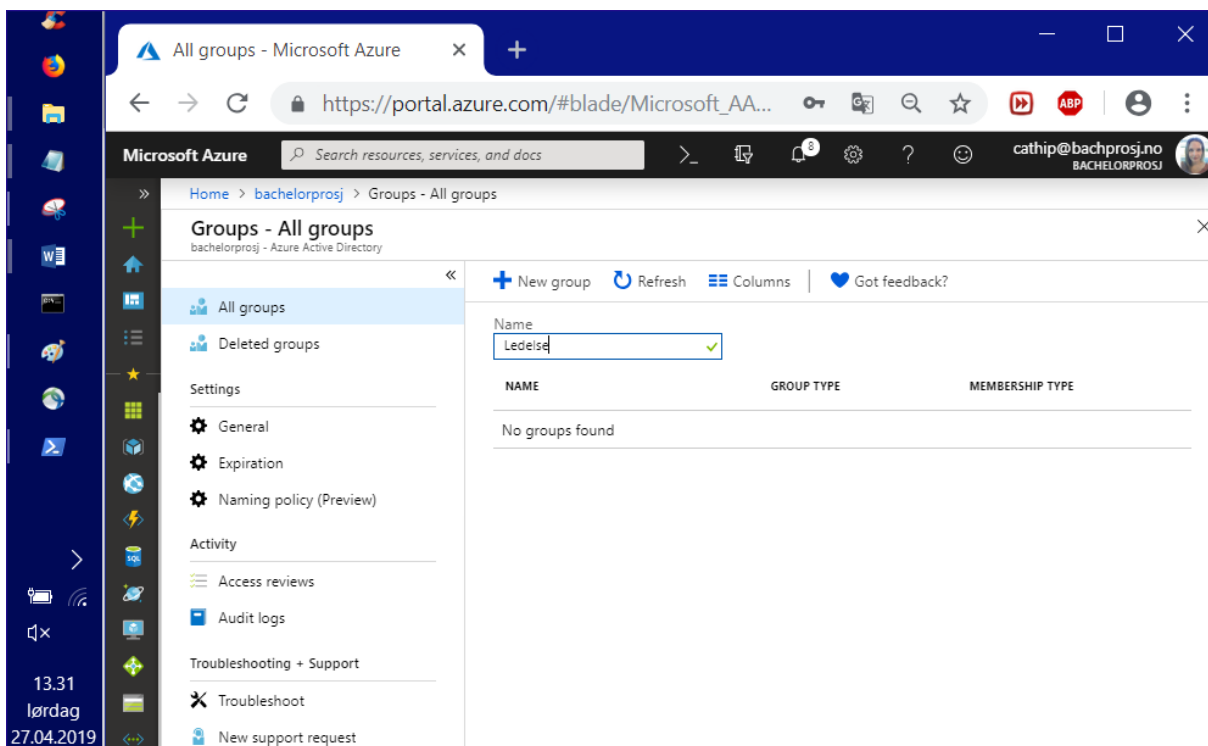 All groups - Microsoft Azure
https://portal.azure.com/#blade/Microsoft_AA...
ABP
Microsoft Azure
Search resources, services, and docs
8
cathip@bachprosj.no
BACHELORPROSJ
Home > bachelorprosj > Groups - All groups
Groups - All groups
bachelorprosj - Azure Active Directory
New group
Refresh
Columns
Got feedback?
All groups
Deleted groups
Settings
General
Expiration
Naming policy (Preview)
Activity
Access reviews
Audit logs
Troubleshooting + Support
Troubleshoot
New support request
Name
Ledelse
NAME GROUP TYPE MEMBERSHIP TYPE
No groups found
SQL
13.31
lørdag
27.04.2019